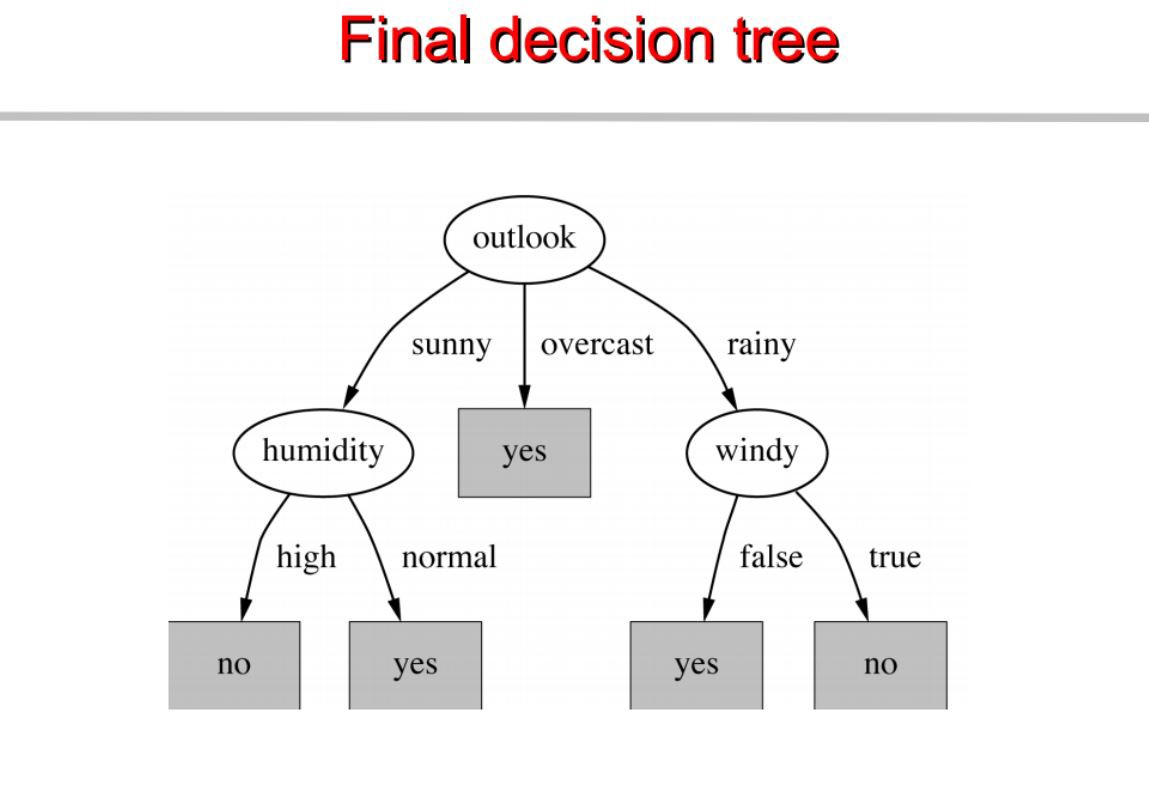 Final decision tree
outlook
sunny
overcast
rainy
humidity
yes
windy
high
normal
false
true
no
yes
yes
no